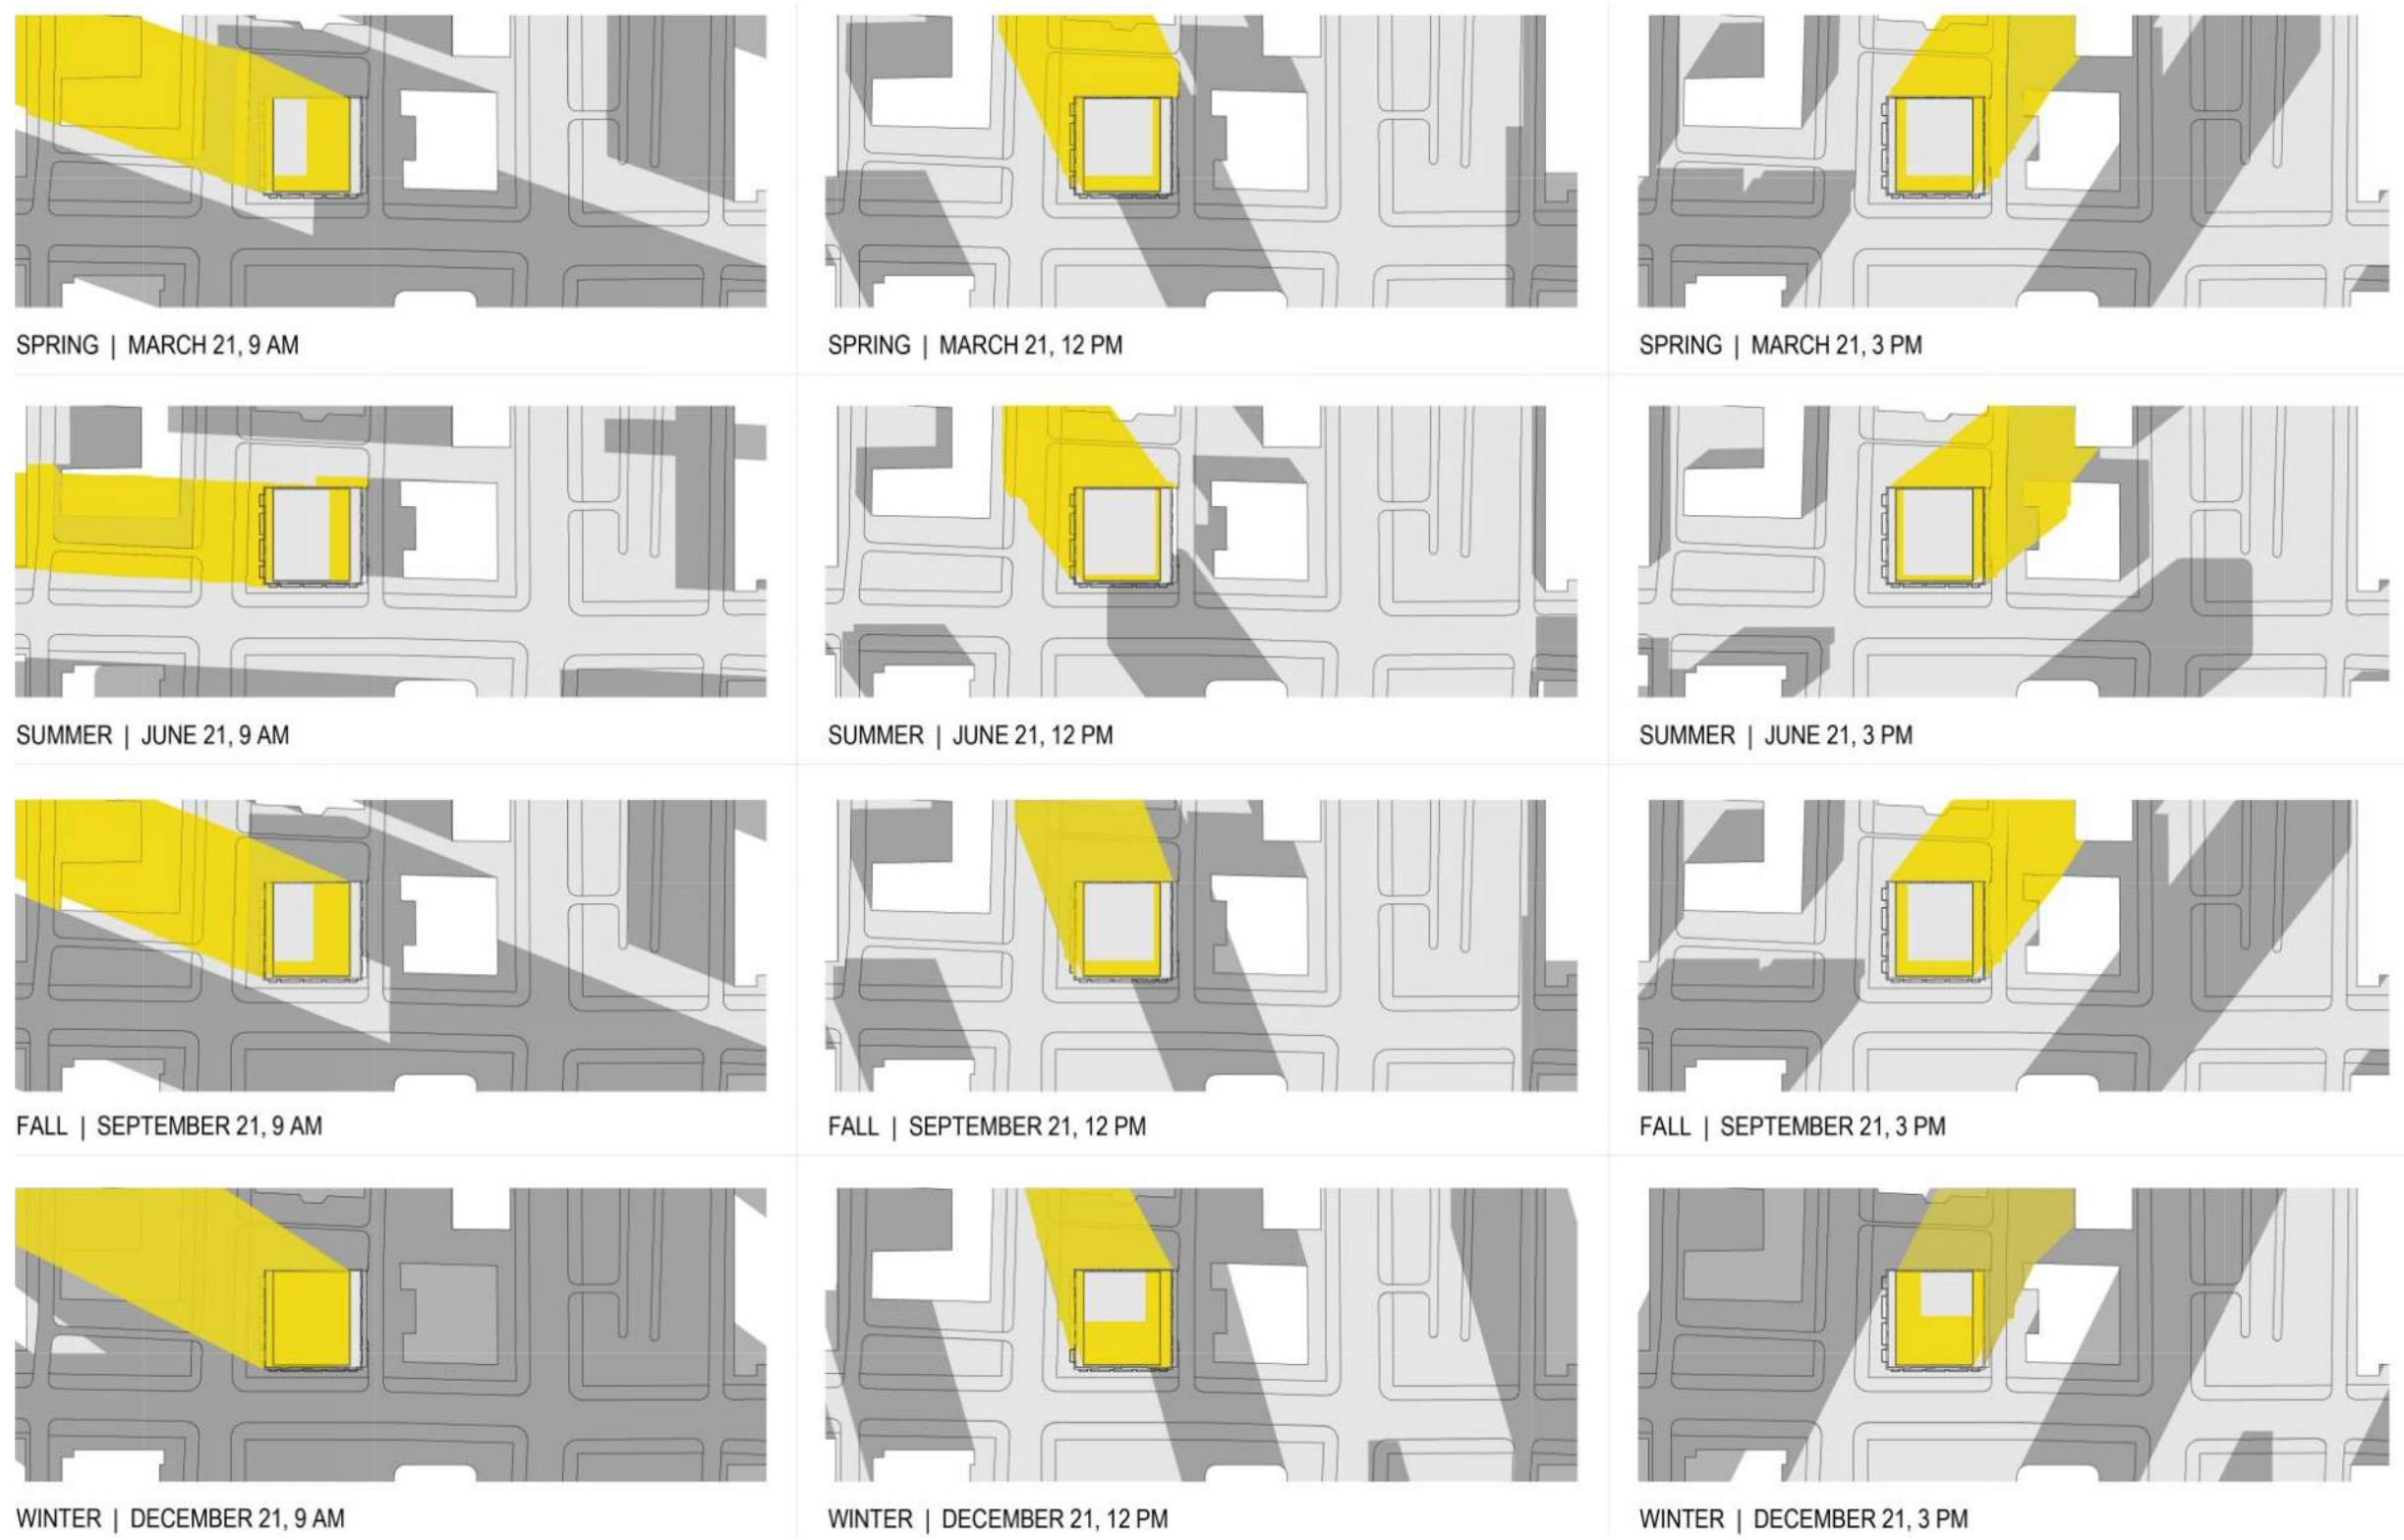 SPRING | MARCH 21, 9 AM
SPRING | MARCH 21, 12 PM
SPRING | MARCH 21, 3 PM
SUMMER | JUNE 21, 9 AM
SUMMER | JUNE 21, 12 PM
SUMMER | JUNE 21, 3 PM
FALL | SEPTEMBER 21, 9 AM
FALL | SEPTEMBER 21, 12 PM
FALL | SEPTEMBER 21, 3 PM
WINTER | DECEMBER 21, 9 AM
WINTER | DECEMBER 21, 12 PM
WINTER | DECEMBER 21, 3 PM